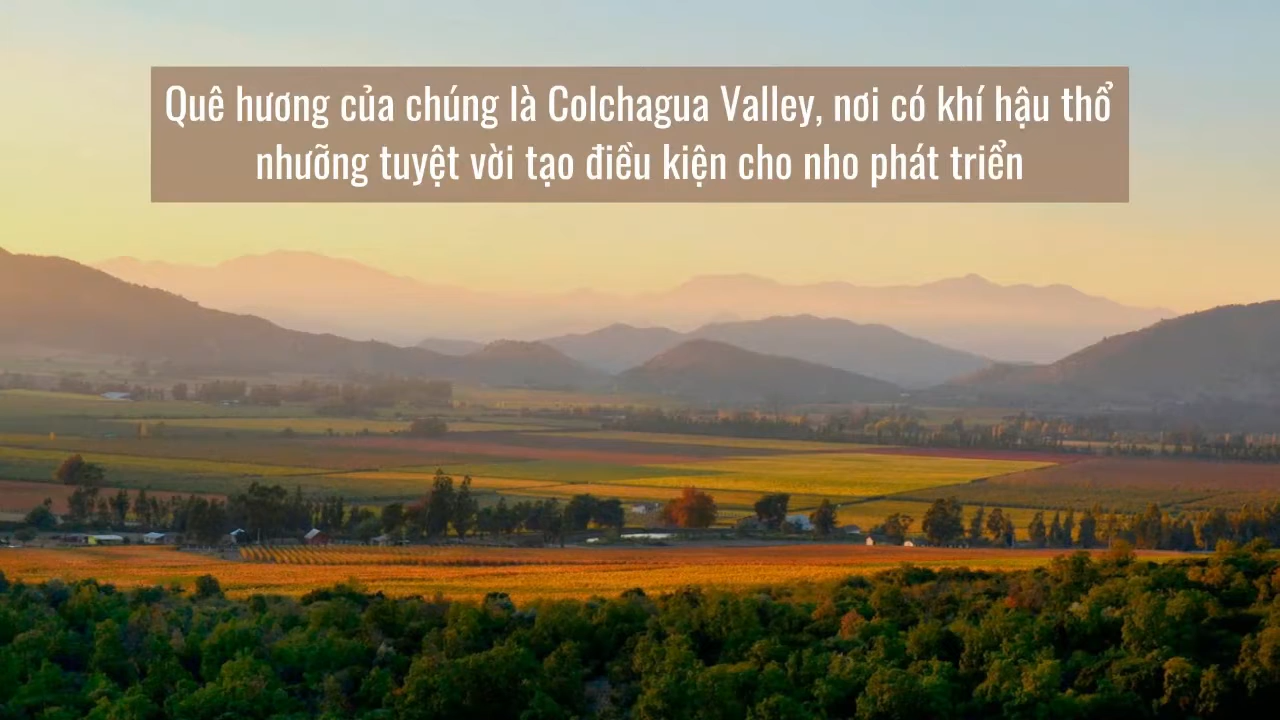 Quê hương của chúng là Colchagua Valley, nơi có khí hậu thổ
nhưỡng tuyệt vời tạo điều kiện cho nho phát triển